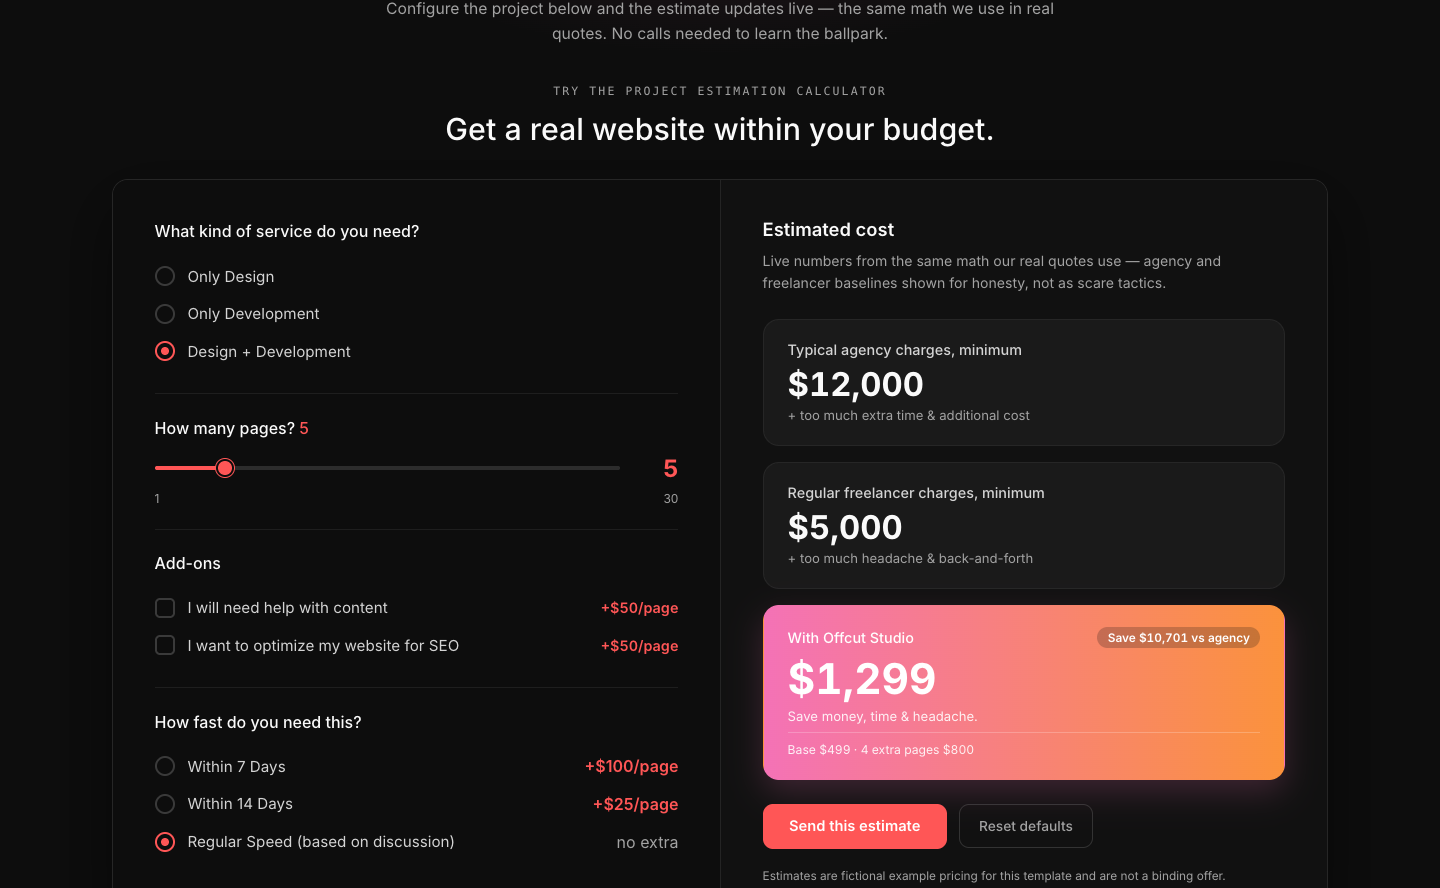 Configure the project below and the estimate updates live — the same math we use in real
quotes. No calls needed to learn the ballpark.
TRY THE PROJECT ESTIMATION CALCULATOR
Get a real website within your budget.
What kind of service do you need?
Only Design
Only Development
Design + Development
How many pages? 5
5
1
30
Add-ons
I will need help with content
+$50/page
I want to optimize my website for SEO
+$50/page
How fast do you need this?
Within 7 Days
+$100/page
Within 14 Days
+$25/page
Regular Speed (based on discussion)
no extra
Estimated cost
Live numbers from the same math our real quotes use — agency and
freelancer baselines shown for honesty, not as scare tactics.
Typical agency charges, minimum
$12,000
+ too much extra time & additional cost
Regular freelancer charges, minimum
$5,000
+ too much headache & back-and-forth
With Offcut Studio
Save $10,701 vs agency
$1,299
Save money, time & headache.
Base $499 · 4 extra pages $800
Send this estimate
Reset defaults
Estimates are fictional example pricing for this template and are not a binding offer.